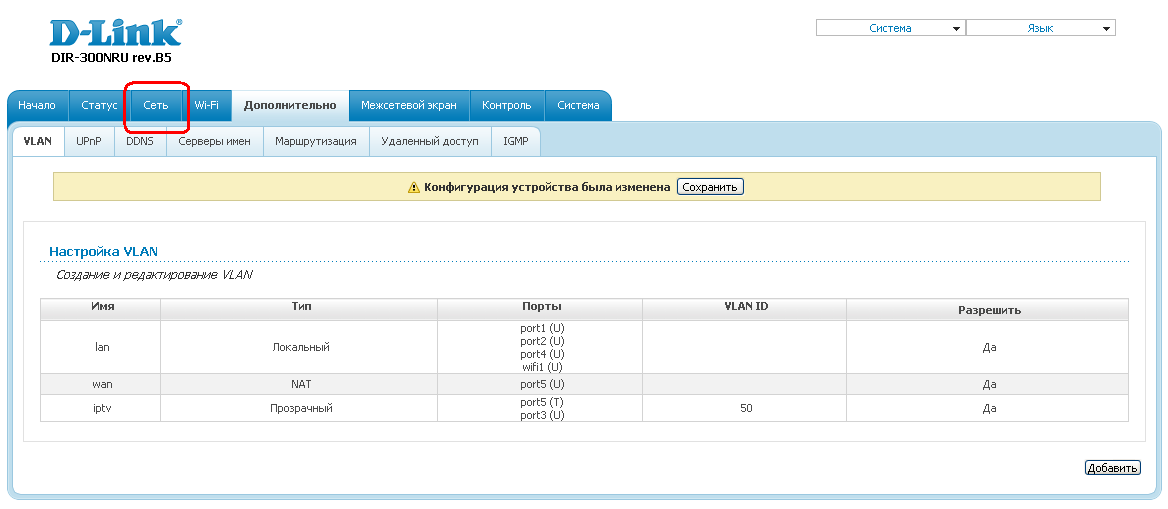 D-Link®
DIR-300NRU rev.B5
Система Язык
Начало Статус Сеть Wi-Fi Дополнительно Межсетевой экран Контроль Система
VLAN UPnP DDNS Серверы имен Маршрутизация Удаленный доступ IGMP
Конфигурация устройства была изменена Сохранить
Настройка VLAN
Создание и редактирование VLAN
Имя Тип Порты VLAN ID Разрешить
lan Локальный port1 (U) Да
port2 (U)
port4 (U)
wifi1 (U)
wan NAT port5 (U) Да
iptv Прозрачный port5 (T) 50 Да
port3 (U)
Добавить